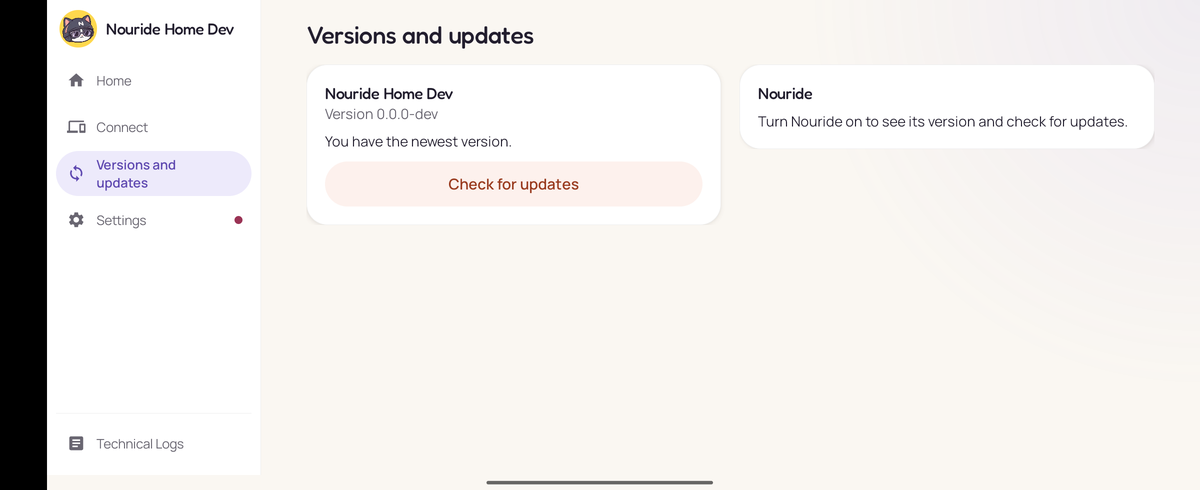 Nouride Home Dev
Home
Connect
Versions and
updates
Settings
Technical Logs
Versions and updates
Nouride Home Dev
Version 0.0.0-dev
You have the newest version.
Check for updates
Nouride
Turn Nouride on to see its version and check for updates.